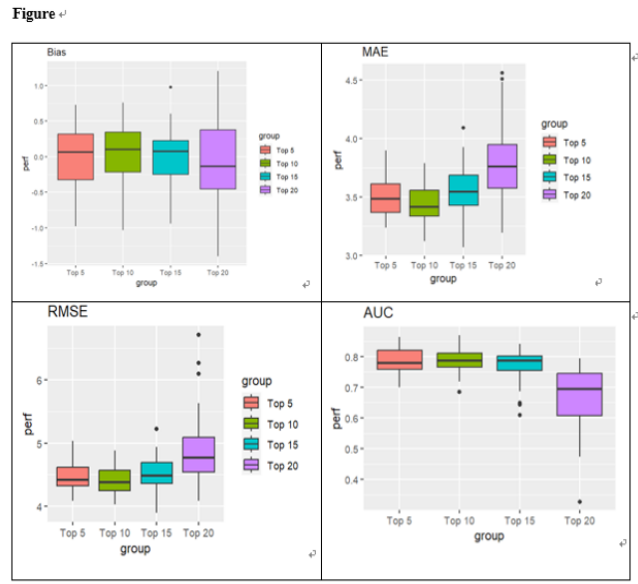 Figure
Bias
1.0
0.5
0.0
-0.5
-1.0
-1.5
perf
Top 5 Top 10 Top 15 Top 20
group
group
Top 5
Top 10
Top 15
Top 20
MAE
4.5
4.0
3.5
3.0
perf
Top 5 Top 10 Top 15 Top 20
group
group
Top 5
Top 10
Top 15
Top 20
RMSE
6
5
4
perf
Top 5 Top 10 Top 15 Top 20
group
group
Top 5
Top 10
Top 15
Top 20
AUC
0.8
0.7
0.6
0.5
0.4
perf
Top 5 Top 10 Top 15 Top 20
group